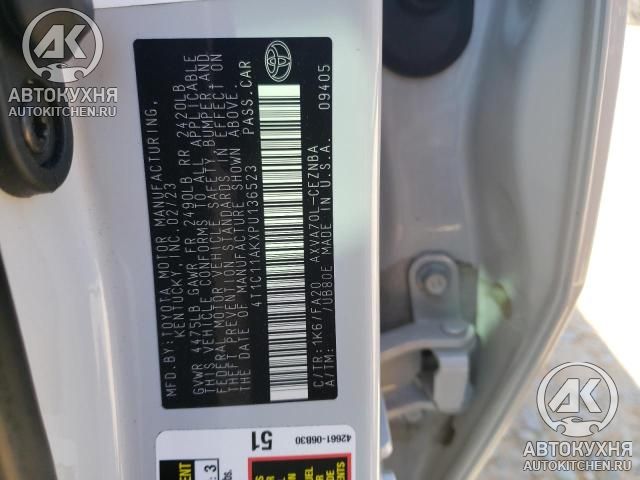 MFD.BY:TOYOTA MOTOR MANUFACTURING,
KENTUCKY, INC. 02/23
GVWR 4475LB GAWR FR 2490LB RR 2420LB
THIS VEHICLE CONFORMS TO ALL APPLICABLE
FEDERAL MOTOR VEHICLE SAFETY, BUMPER, AND
THEFT PREVENTION STANDARDS IN EFFECT ON
THE DATE OF MANUFACTURE SHOWN ABOVE.
4T1C11AKXPU136523 PASS.CAR
C/TR:1K6/FA20 AXVA70L-CEZNBA 09405
A/TM: /UB80E MADE IN U.S.A.
42661-06B30
51
AK
АВТОКУХНЯ
AUTOKITCHEN.RU
AK
АВТОКУХНЯ
AUTOKITCHEN.RU